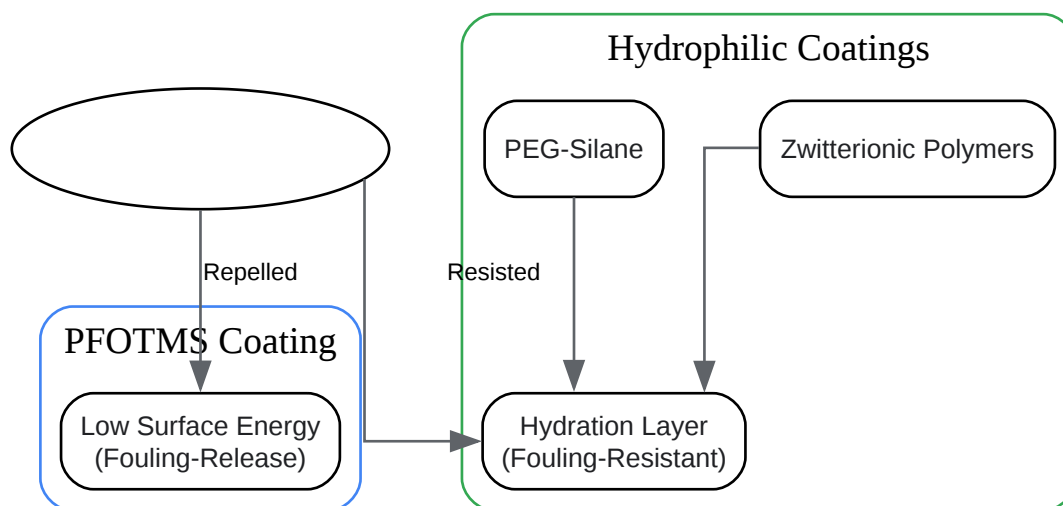 Hydrophilic Coatings
PEG-Silane
Zwitterionic Polymers
Repelled
Resisted
PFOTMS Coating
Low Surface Energy
(Fouling-Release)
Hydration Layer
(Fouling-Resistant)